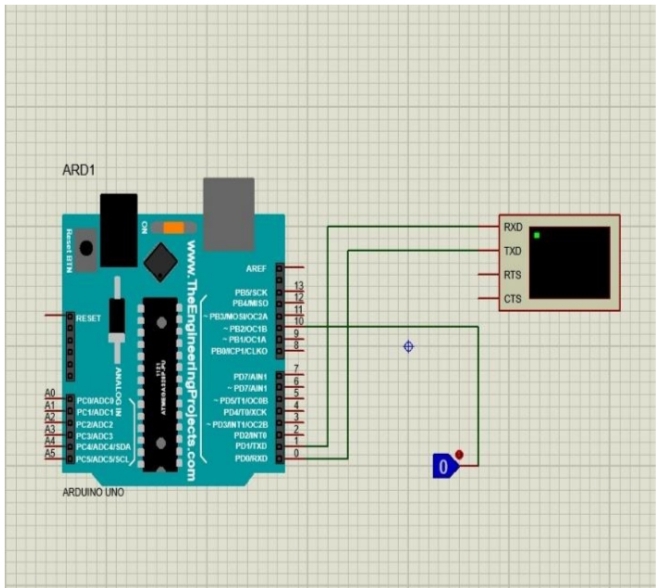 ARD1
ON
Reset BTN
www.TheEngineeringProjects.com
AREF
PB5/SCK 13
PB4/MISO 12
~PB3/MOSI/OC2A 11
~PB2/OC1B 10
~PB1/OC1A 9
PB0/ICP1/CLKO 8
RESET
ANALOG IN
ATMEGA328P-PU
1121
PD7/AIN1 7
~PD7/AIN1 6
~PD5/T1/OC0B 5
PD4/T0/XCK 4
~PD3/INT1/OC2B 3
PD2/INT0 2
PD1/TXD 1
PD0/RXD 0
A0 PC0/ADC0
A1 PC1/ADC1
A2 PC2/ADC2
A3 PC3/ADC3
A4 PC4/ADC4/SDA
A5 PC5/ADC5/SCL
ARDUINO UNO
RXD
TXD
RTS
CTS
0